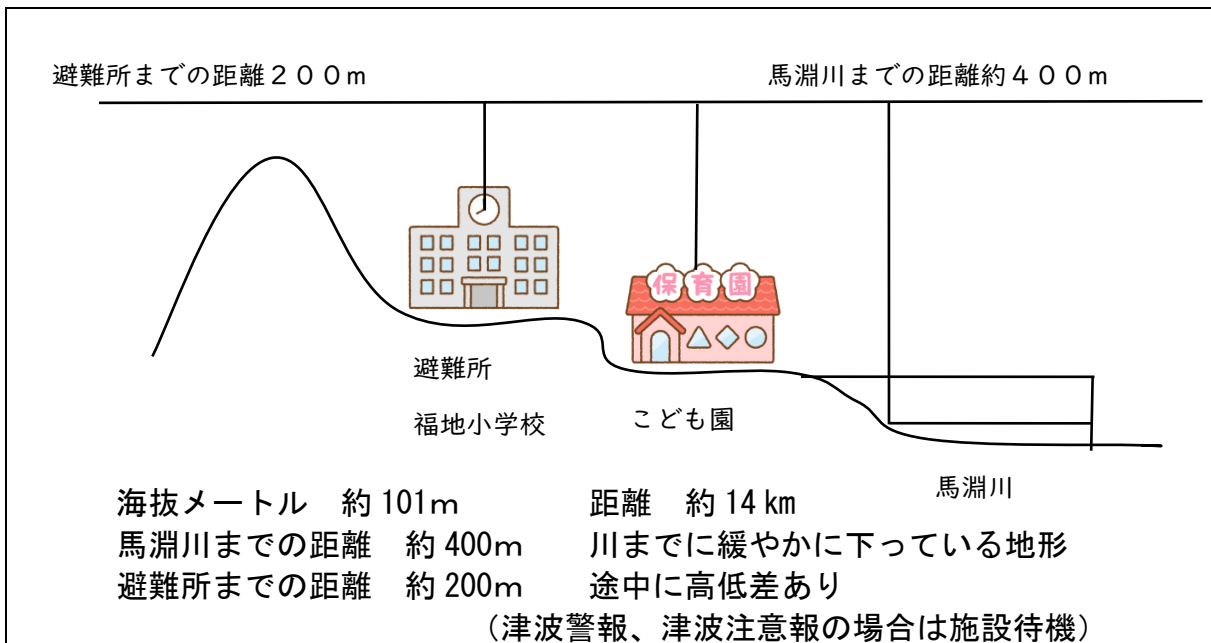 避難所までの距離２００ｍ
馬淵川までの距離約４００ｍ
保育園
避難所
福地小学校
こども園
馬淵川
海抜メートル　約101ｍ　　　　距離　約14㎞
馬淵川までの距離　約400ｍ　　川までに緩やかに下っている地形
避難所までの距離　約200ｍ　　途中に高低差あり
（津波警報、津波注意報の場合は施設待機）